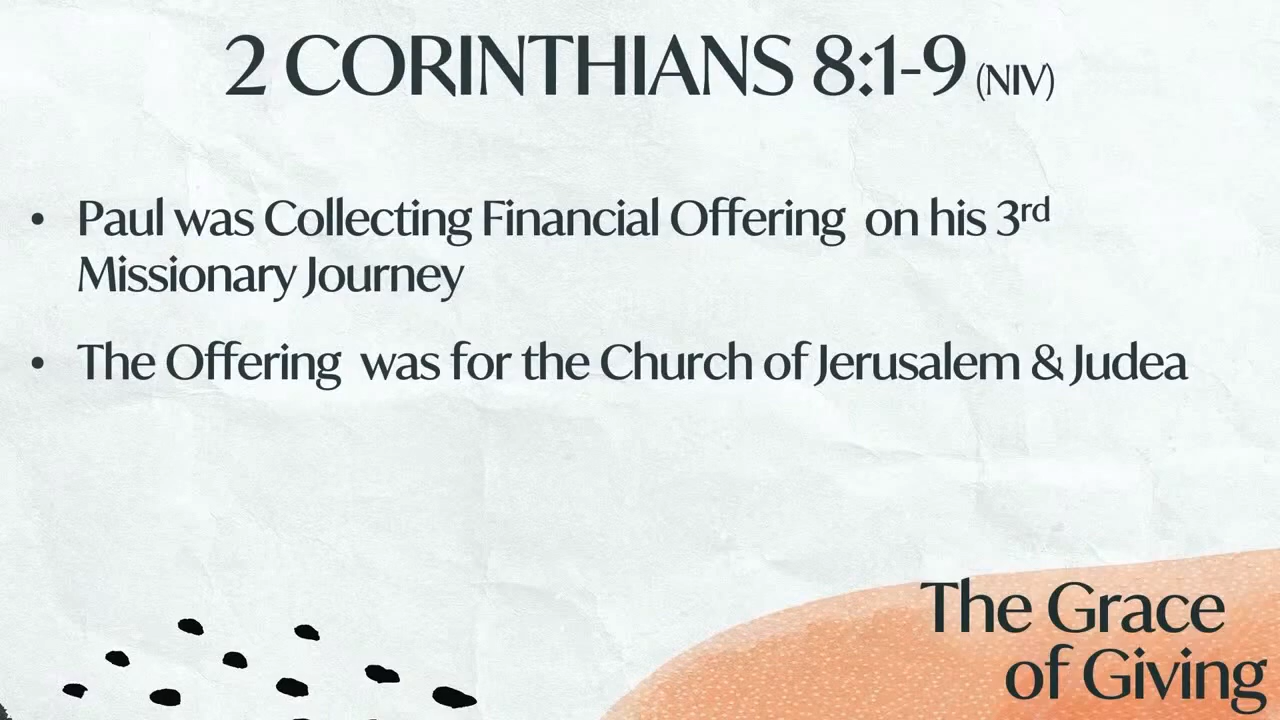 2 CORINTHIANS 8:1-9 (NIV)
• Paul was Collecting Financial Offering on his 3rd
Missionary Journey
• The Offering was for the Church of Jerusalem & Judea
The Grace
of Giving